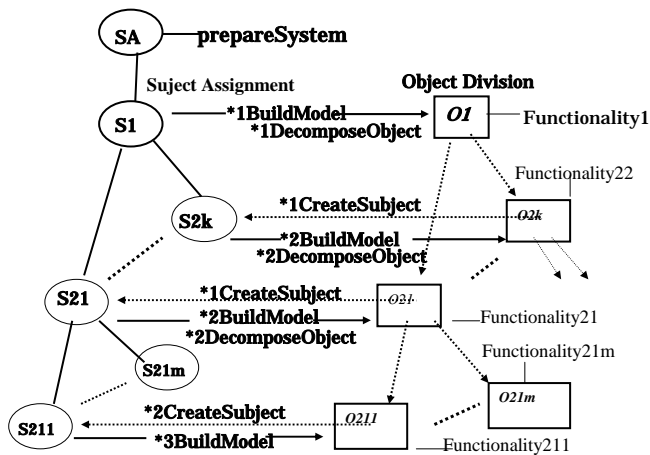 SA
prepareSystem
Suject Assignment
Object Division
S1
*1BuildModel
*1DecomposeObject
O1
Functionality1
Functionality22
S2k
*1CreateSubject
O2k
*2BuildModel
*2DecomposeObject
S21
*1CreateSubject
O21
*2BuildModel
*2DecomposeObject
Functionality21
S21m
Functionality21m
O21m
S211
*2CreateSubject
O211
*3BuildModel
Functionality211